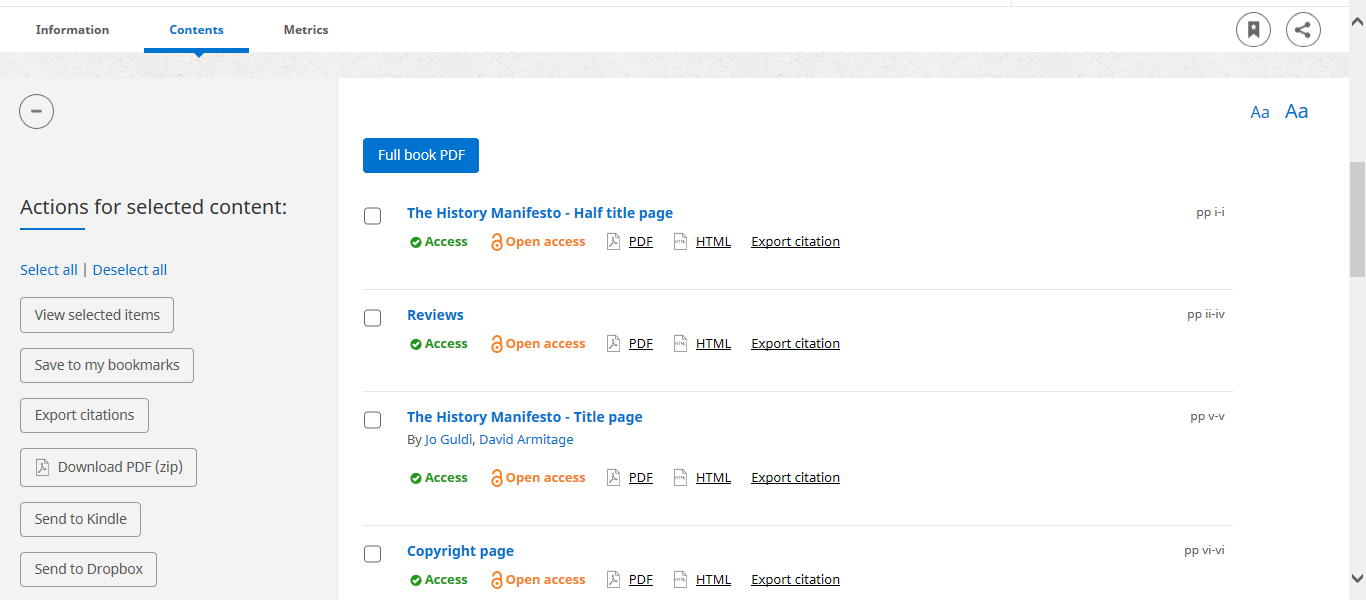 Information Contents Metrics
Aa Aa
Full book PDF
Actions for selected content:
Select all | Deselect all
View selected items
Save to my bookmarks
Export citations
Download PDF (zip)
Send to Kindle
Send to Dropbox
The History Manifesto - Half title page pp i-i
Access Open access PDF HTML Export citation
Reviews pp ii-iv
Access Open access PDF HTML Export citation
The History Manifesto - Title page pp v-v
By Jo Guldi, David Armitage
Access Open access PDF HTML Export citation
Copyright page pp vi-vi
Access Open access PDF HTML Export citation